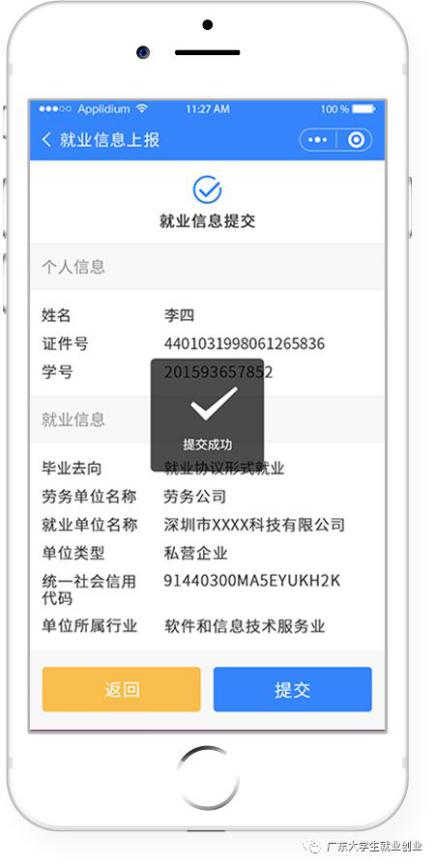 Applidium 11:27 AM 100 %
就业信息上报
就业信息提交
个人信息
姓名 李四
证件号 4401031998061265836
学号 201593657852
提交成功
就业信息
毕业去向 就业协议形式就业
劳务单位名称 劳务公司
就业单位名称 深圳市XXXX科技有限公司
单位类型 私营企业
统一社会信用 91440300MA5EYUKH2K
代码
单位所属行业 软件和信息技术服务业
返回 提交
广东大学生就业创业